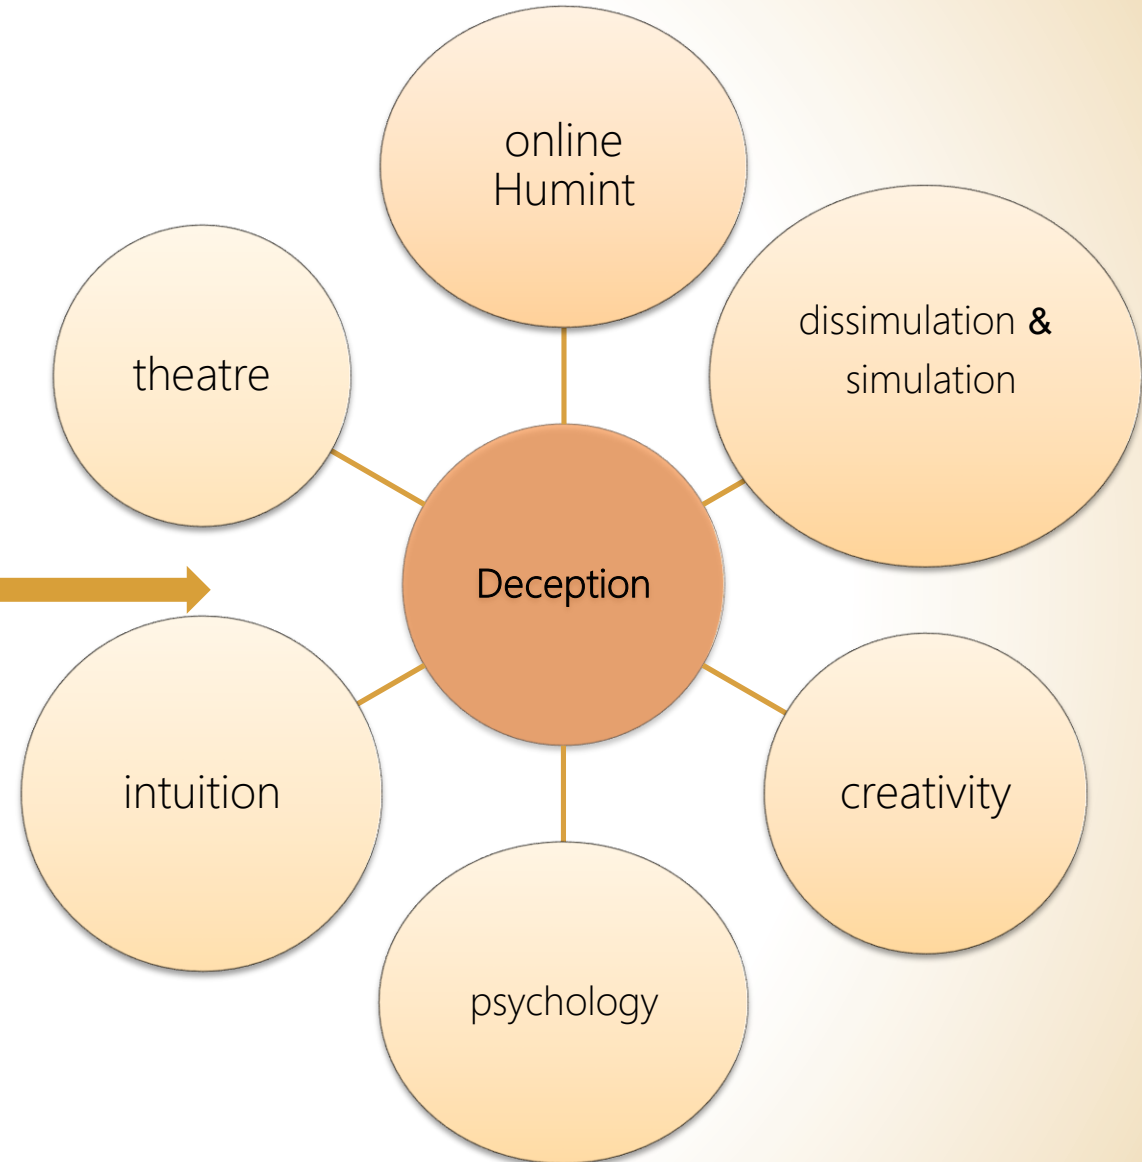 online
Humint
dissimulation &
simulation
theatre
Deception
intuition
creativity
psychology